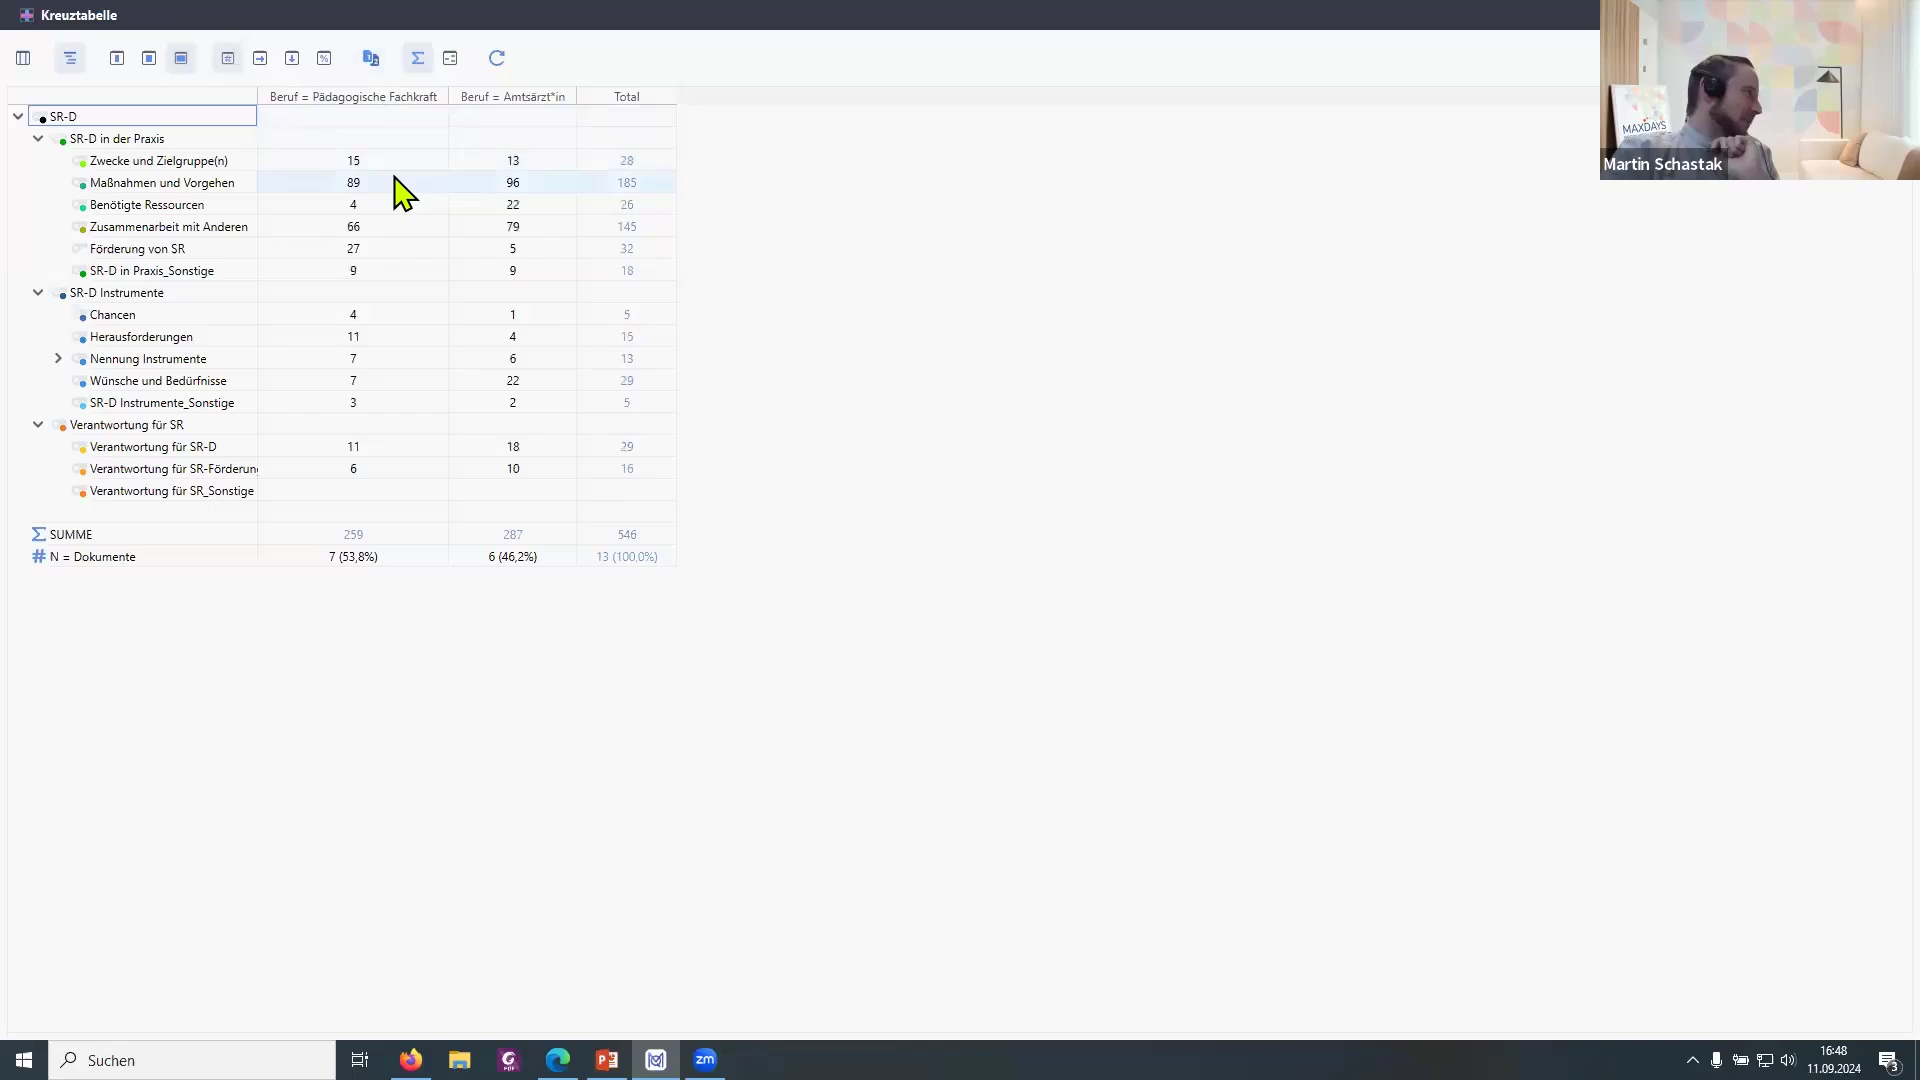 Kreuztabelle
Beruf = Pädagogische Fachkraft Beruf = Amtsärzt*in Total
SR-D
SR-D in der Praxis
Zwecke und Zielgruppe(n) 15 13 28
Maßnahmen und Vorgehen 89 96 185
Benötigte Ressourcen 4 22 26
Zusammenarbeit mit Anderen 66 79 145
Förderung von SR 27 5 32
SR-D in Praxis_Sonstige 9 9 18
SR-D Instrumente
Chancen 4 1 5
Herausforderungen 11 4 15
Nennung Instrumente 7 6 13
Wünsche und Bedürfnisse 7 22 29
SR-D Instrumente_Sonstige 3 2 5
Verantwortung für SR
Verantwortung für SR-D 11 18 29
Verantwortung für SR-Förderung 6 10 16
Verantwortung für SR_Sonstige
SUMME 259 287 546
N = Dokumente 7 (53,8%) 6 (46,2%) 13 (100,0%)
MAXDAYS
Martin Schastak
Suchen
zm
16:48
11.09.2024
3